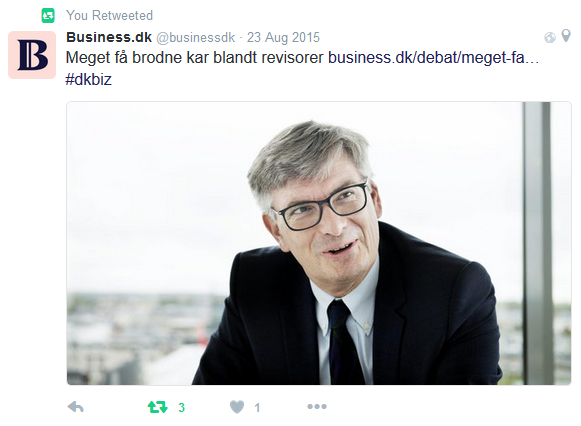 You Retweeted
Business.dk @businessdk · 23 Aug 2015
B
Meget få brodne kar blandt revisorer business.dk/debat/meget-fa…
#dkbiz
3
1